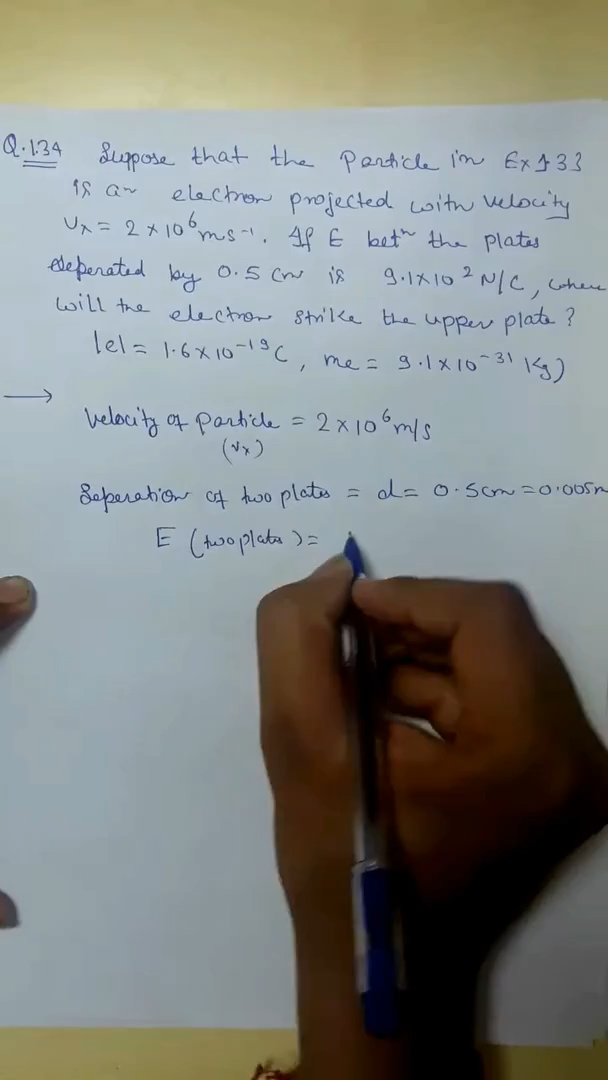 Q.1.34 Suppose that the Particle in Ex 1.33
is an electron projected with velocity
Vx = 2 × 10⁶ ms⁻¹. If E betⁿ the plates
seperated by 0.5 cm is 9.1×10² N/C, where
will the electron strike the upper plate?
|e| = 1.6 × 10⁻¹⁹ C, me = 9.1 × 10⁻³¹ Kg)
→ Velocity of Particle = 2 × 10⁶ m/s
(Vx)
Seperation of two plates = d = 0.5cm = 0.005m
E (two plates) =